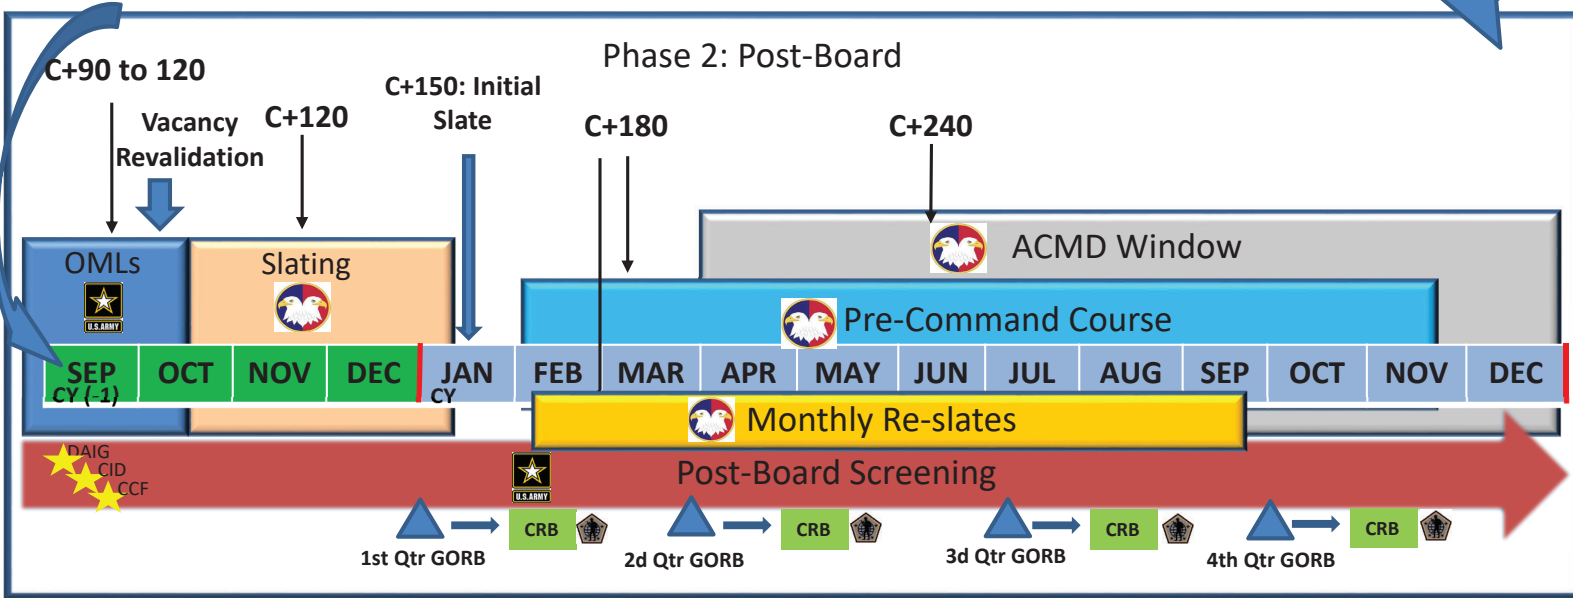 Phase 2: Post-Board
C+90 to 120
Vacancy
Revalidation
C+120
C+150: Initial
Slate
C+180
C+240
OMLs
U.S.ARMY
Slating
ACMD Window
Pre-Command Course
SEP OCT NOV DEC JAN FEB MAR APR MAY JUN JUL AUG SEP OCT NOV DEC
CY (-1) CY
Monthly Re-slates
DAIG
CID
CCF
U.S.ARMY
Post-Board Screening
1st Qtr GORB
CRB
2d Qtr GORB
CRB
3d Qtr GORB
CRB
4th Qtr GORB
CRB